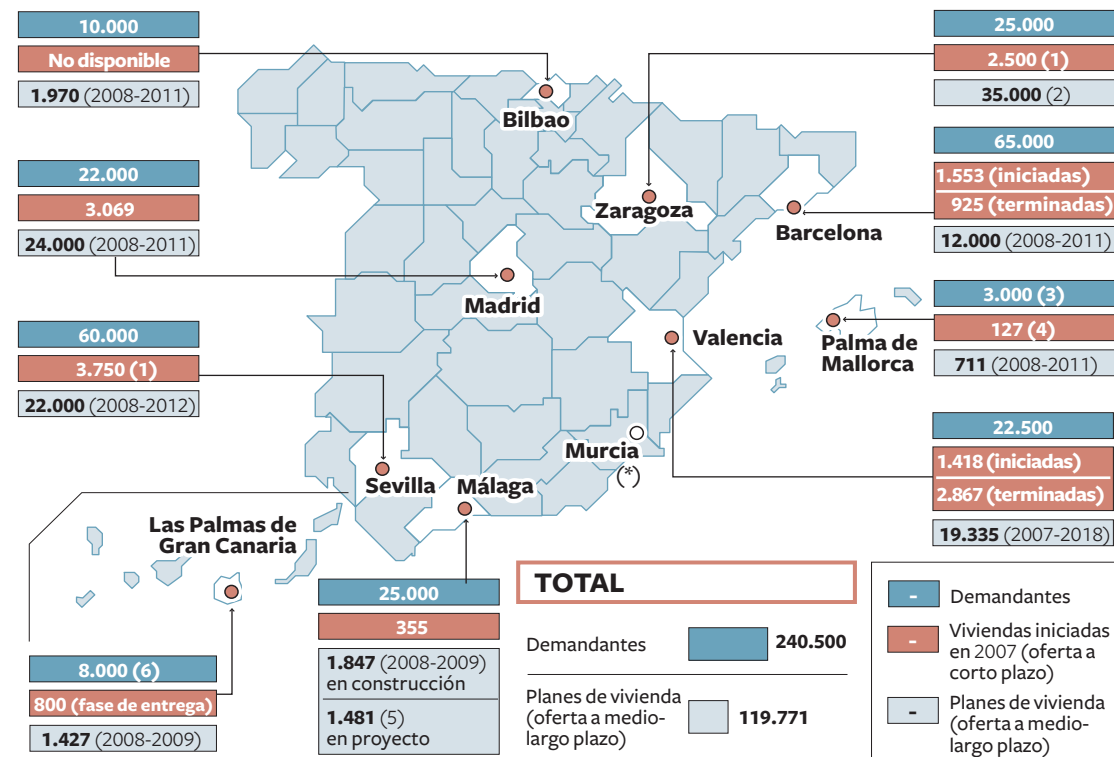 10.000
No disponible
1.970 (2008-2011)
Bilbao
25.000
2.500 (1)
35.000 (2)
Zaragoza
65.000
1.553 (iniciadas)
925 (terminadas)
12.000 (2008-2011)
Barcelona
22.000
3.069
24.000 (2008-2011)
Madrid
3.000 (3)
127 (4)
711 (2008-2011)
Palma de
Mallorca
60.000
3.750 (1)
22.000 (2008-2012)
Sevilla
Valencia
22.500
1.418 (iniciadas)
2.867 (terminadas)
19.335 (2007-2018)
Murcia
(*)
Málaga
25.000
355
1.847 (2008-2009)
en construcción
1.481 (5)
en proyecto
Las Palmas de
Gran Canaria
8.000 (6)
800 (fase de entrega)
1.427 (2008-2009)
TOTAL
Demandantes
240.500
Planes de vivienda
(oferta a medio-
largo plazo)
119.771
- Demandantes
- Viviendas iniciadas
en 2007 (oferta a
corto plazo)
- Planes de vivienda
(oferta a medio-
largo plazo)